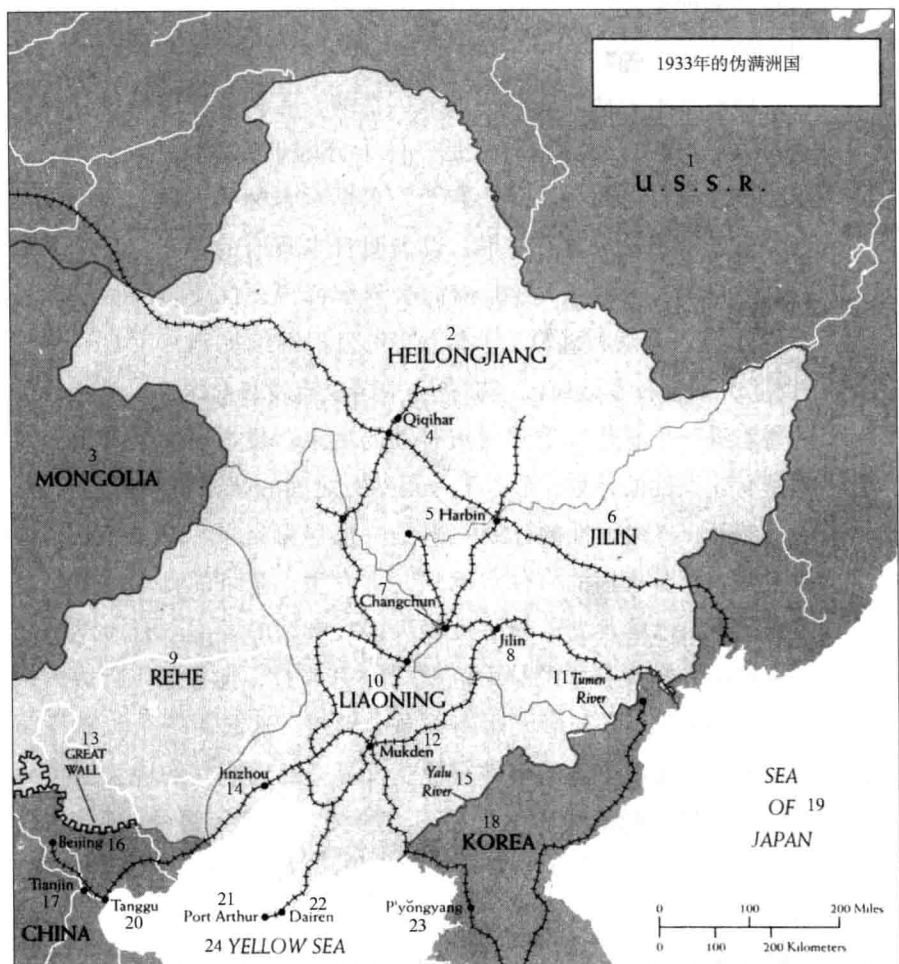 1933年的伪满洲国
1
U.S.S.R.
2
HEILONGJIANG
Qiqihar
4
3
MONGOLIA
5 Harbin
6
JILIN
7
Changchun
Jilin
8
9
REHE
10
LIAONING
11 Tumen
River
12
Mukden
13
GREAT
WALL
Jinzhou
14
Yalu 15
River
SEA
OF 19
JAPAN
18
KOREA
Beijing 16
Tianjin
17
Tanggu
20
21
Port Arthur
22
Dairen
P'yŏngyang
23
CHINA
24 YELLOW SEA
0 100 200 Miles
0 100 200 Kilometers